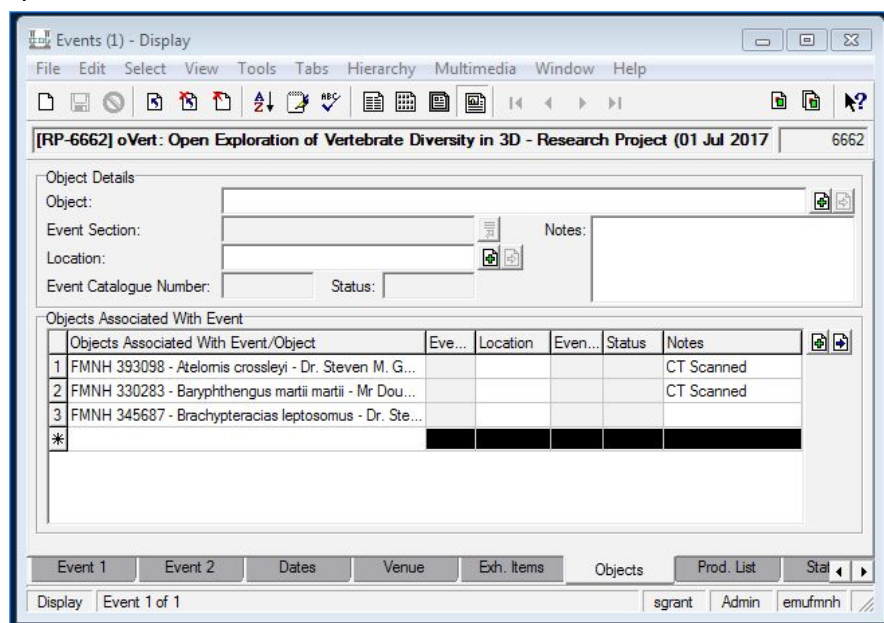 Events (1) - Display
File Edit Select View Tools Tabs Hierarchy Multimedia Window Help
[RP-6662] oVert: Open Exploration of Vertebrate Diversity in 3D - Research Project (01 Jul 2017 6662
Object Details
Object:
Event Section: Notes:
Location:
Event Catalogue Number: Status:
Objects Associated With Event
Objects Associated With Event/Object Eve... Location Even... Status Notes
1 FMNH 393098 - Atelornis crossleyi - Dr. Steven M. G... CT Scanned
2 FMNH 330283 - Baryphthengus martii martii - Mr Dou... CT Scanned
3 FMNH 345687 - Brachypteracias leptosomus - Dr. Ste...
*
Event 1 Event 2 Dates Venue Exh. Items Objects Prod. List Stat
Display Event 1 of 1 sgrant Admin emufmnh